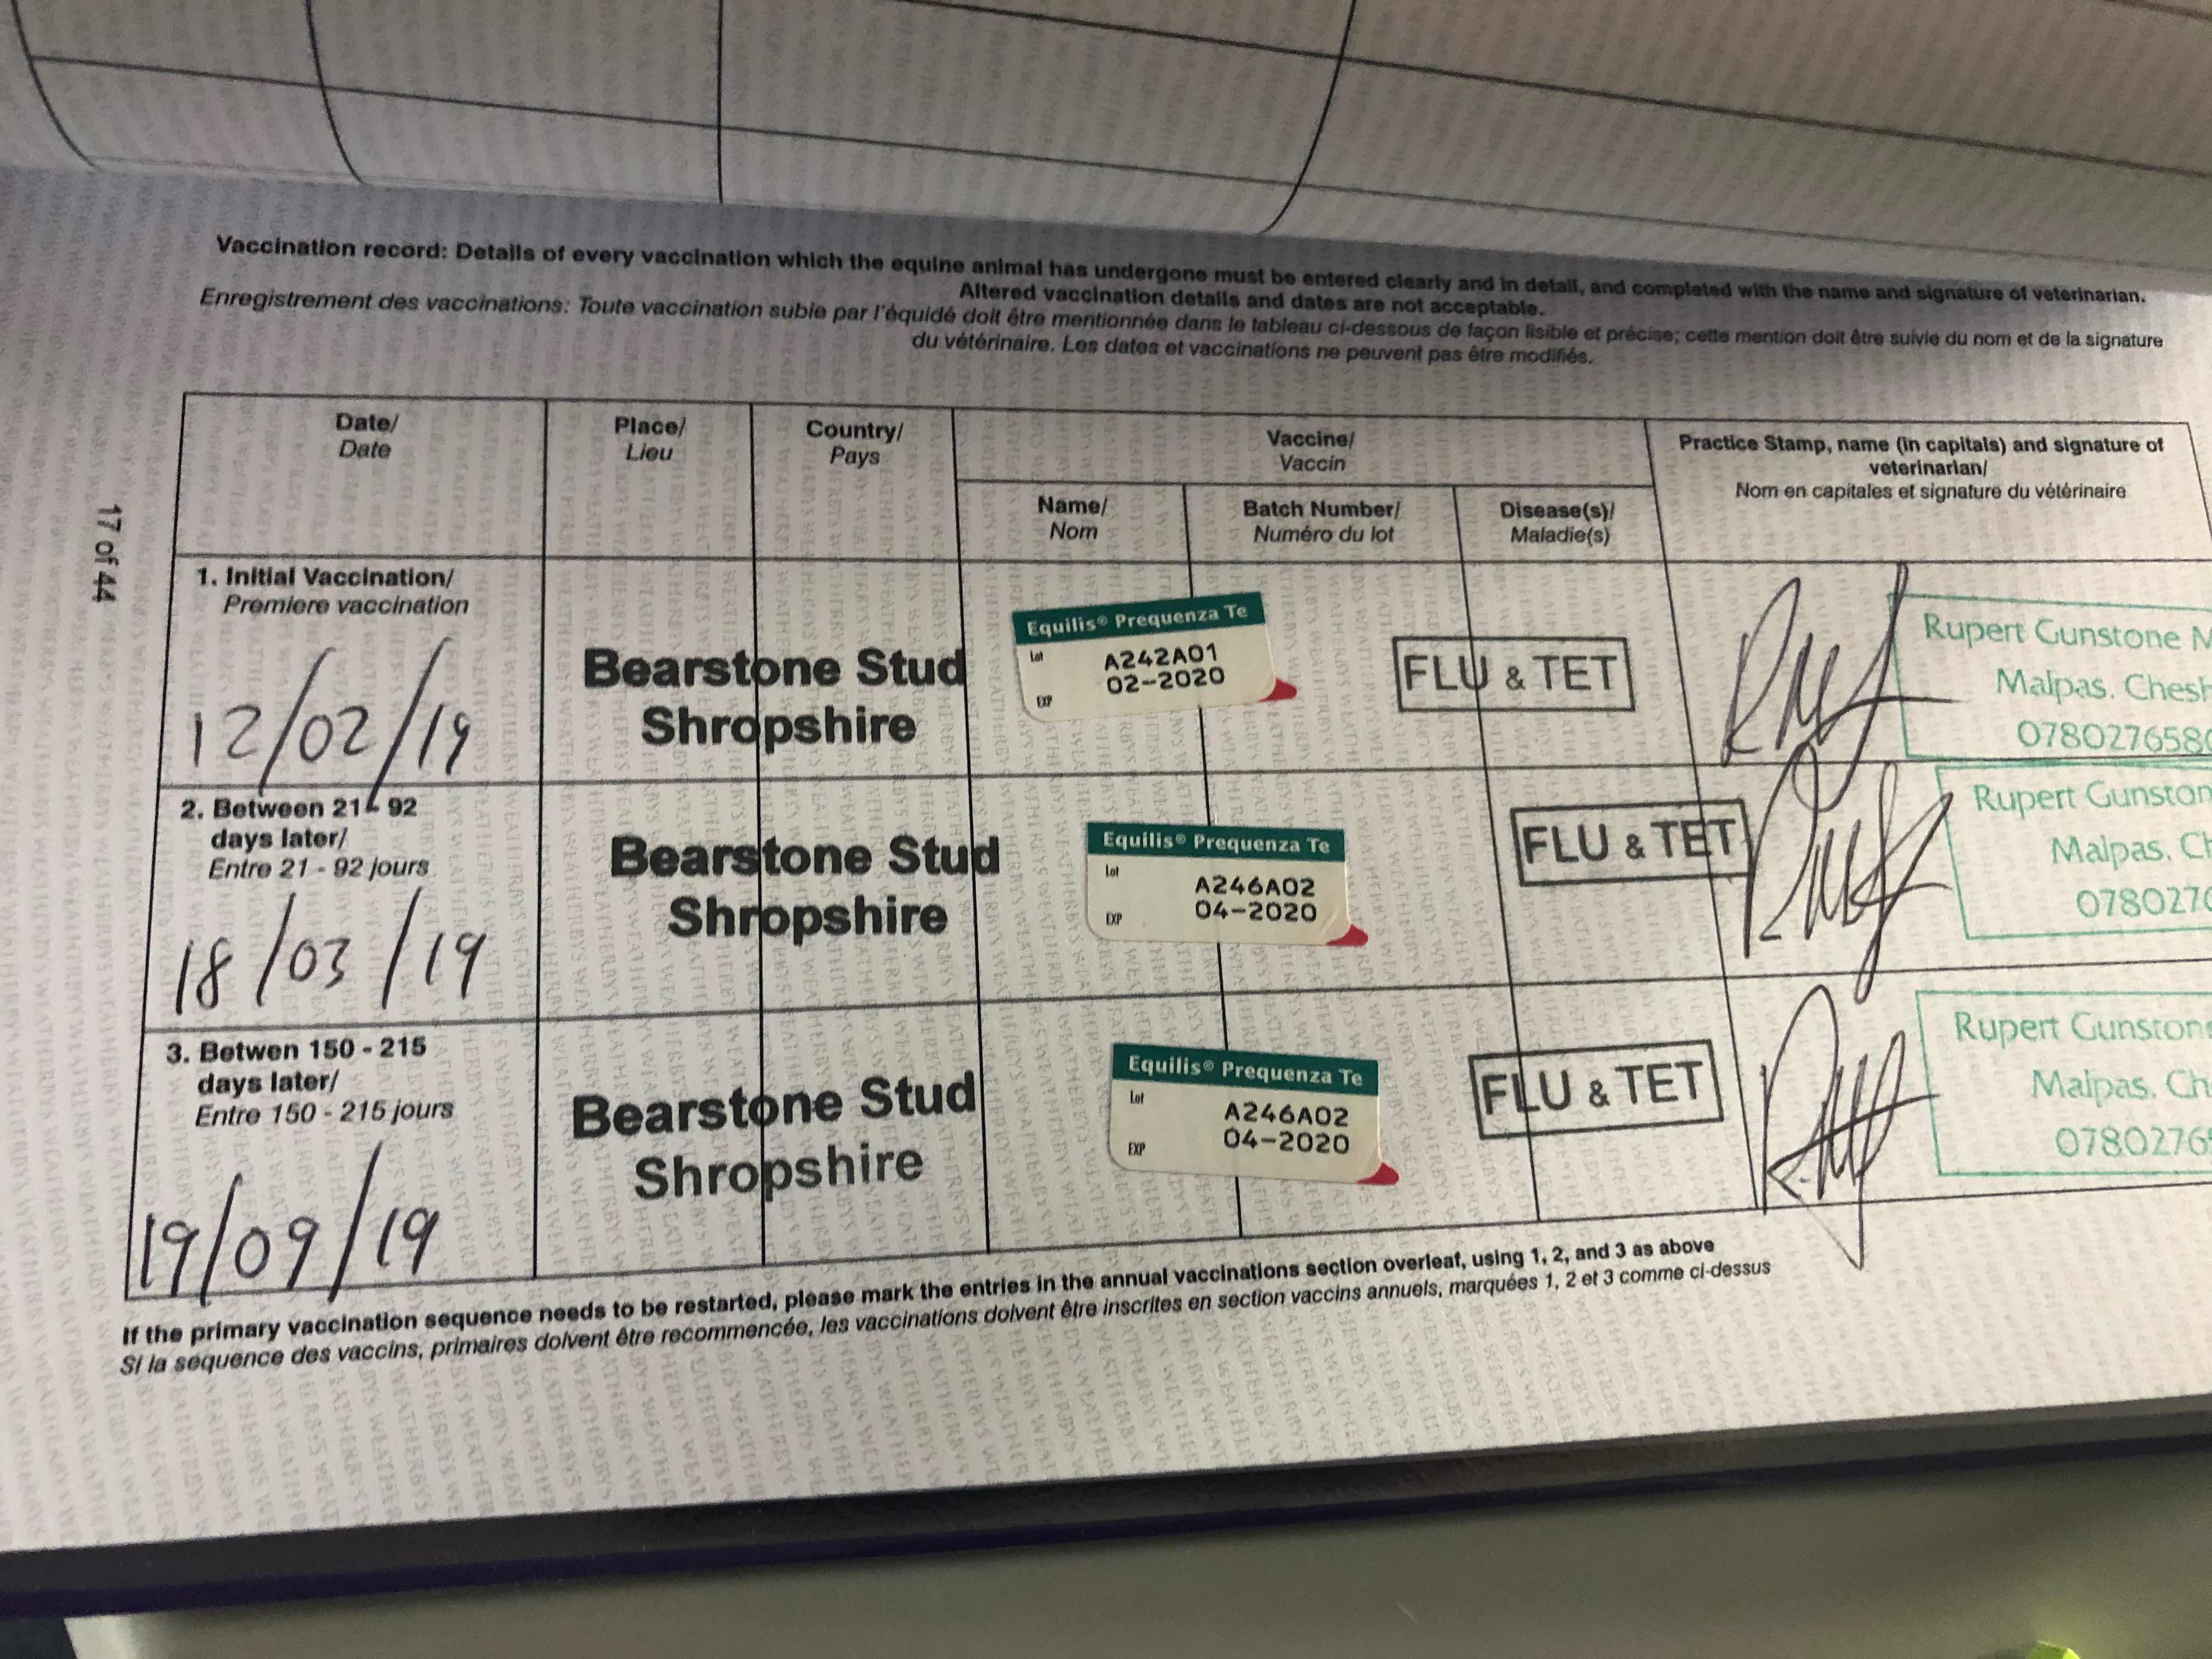 Vaccination record: Details of every vaccination which the equine animal has undergone must be entered clearly and in detail, and completed with the name and signature of veterinarian.
Altered vaccination details and dates are not acceptable.
Enregistrement des vaccinations: Toute vaccination subie par l'équidé doit être mentionnée dans le tableau ci-dessous de façon lisible et précise; cette mention doit être suivie du nom et de la signature
du vétérinaire. Les dates et vaccinations ne peuvent pas être modifiés.
17 of 44
Date/
Date
Place/
Lieu
Country/
Pays
Vaccine/
Vaccin
Practice Stamp, name (in capitals) and signature of
veterinarian/
Nom en capitales et signature du vétérinaire
Name/
Nom
Batch Number/
Numéro du lot
Disease(s)/
Maladie(s)
1. Initial Vaccination/
Premiere vaccination
12/02/19
Bearstone Stud
Shropshire
Equilis® Prequenza Te
Lot A242A01
EXP 02-2020
FLU & TET
Rupert Gunstone M
Malpas. Chesh
0780276580
2. Between 21 - 92
days later/
Entre 21 - 92 jours
18/03/19
Bearstone Stud
Shropshire
Equilis® Prequenza Te
Lot A246A02
EXP 04-2020
FLU & TET
Rupert Gunston
Malpas. Ch
078027
3. Betwen 150 - 215
days later/
Entre 150 - 215 jours
19/09/19
Bearstone Stud
Shropshire
Equilis® Prequenza Te
Lot A246A02
EXP 04-2020
FLU & TET
Rupert Gunstone
Malpas. Ch
0780276
If the primary vaccination sequence needs to be restarted, please mark the entries in the annual vaccinations section overleaf, using 1, 2, and 3 as above
Si la séquence des vaccins, primaires doivent être recommencée, les vaccinations doivent être inscrites en section vaccins annuels, marquées 1, 2 et 3 comme ci-dessus